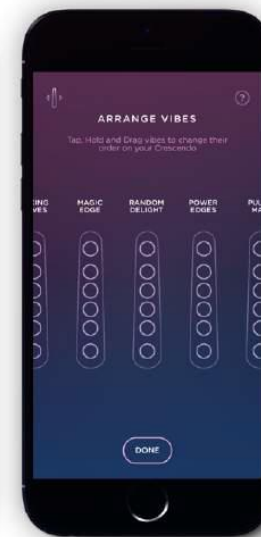 ?
ARRANGE VIBES
Tap, Hold and Drag vibes to change their
order on your Crescendo
MAGIC
EDGE
RANDOM
DELIGHT
POWER
EDGES
DONE